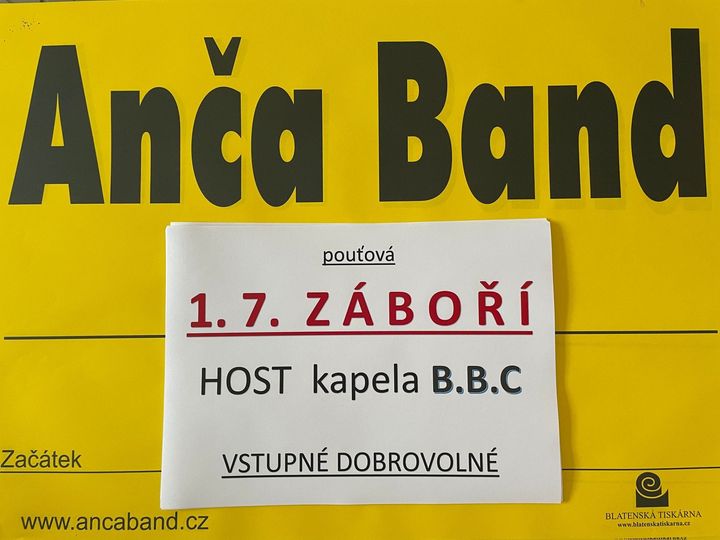 Anča Band
pouťová
1. 7. ZÁBOŘÍ
HOST kapela B.B.C
Začátek
VSTUPNÉ DOBROVOLNÉ
www.ancaband.cz
BLATENSKÁ TISKÁRNA
www.blatenskatiskarna.cz